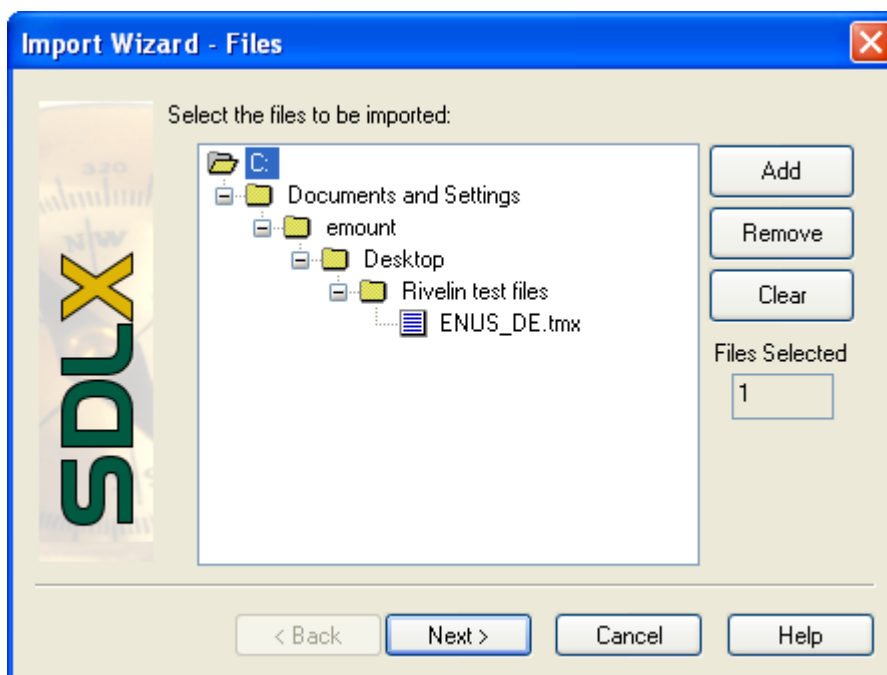 Import Wizard - Files
Select the files to be imported:
C:
Documents and Settings
emount
Desktop
Rivelin test files
ENUS_DE.tmx
Add
Remove
Clear
Files Selected
1
320
N/W
SDLX
< Back
Next >
Cancel
Help